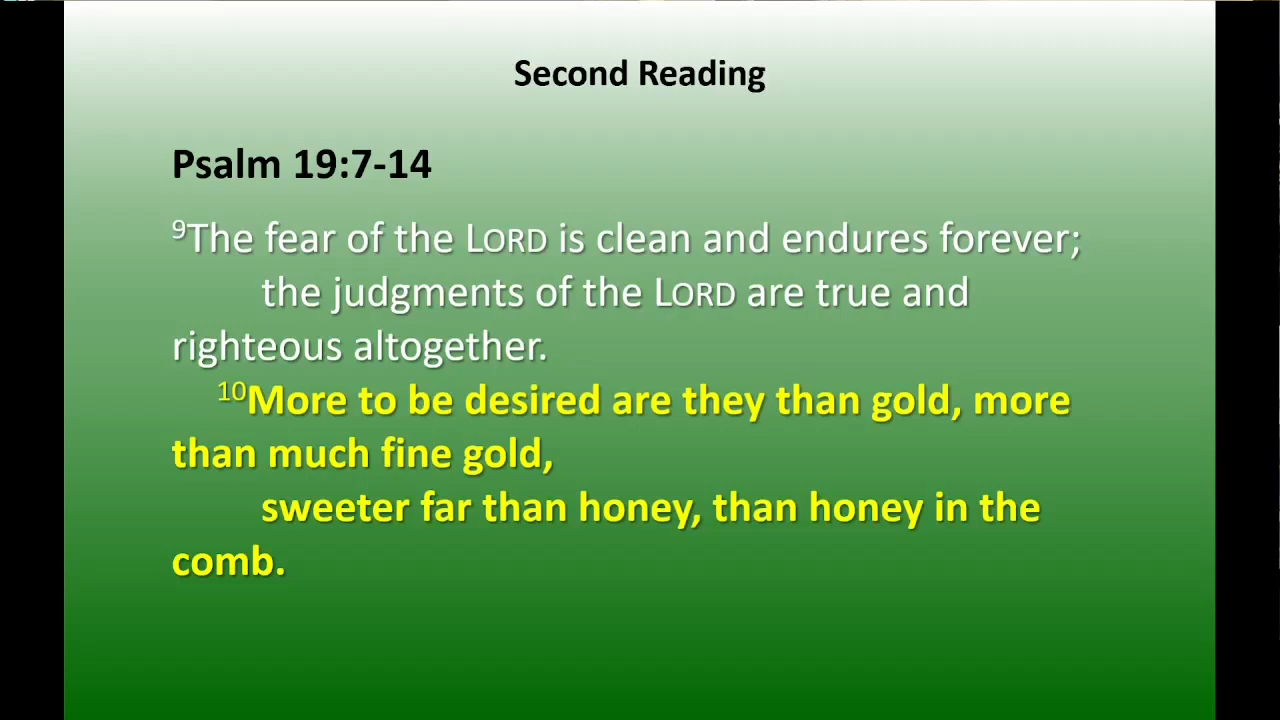 Second Reading
Psalm 19:7-14
⁹The fear of the LORD is clean and endures forever;
the judgments of the LORD are true and
righteous altogether.
¹⁰More to be desired are they than gold, more
than much fine gold,
sweeter far than honey, than honey in the
comb.